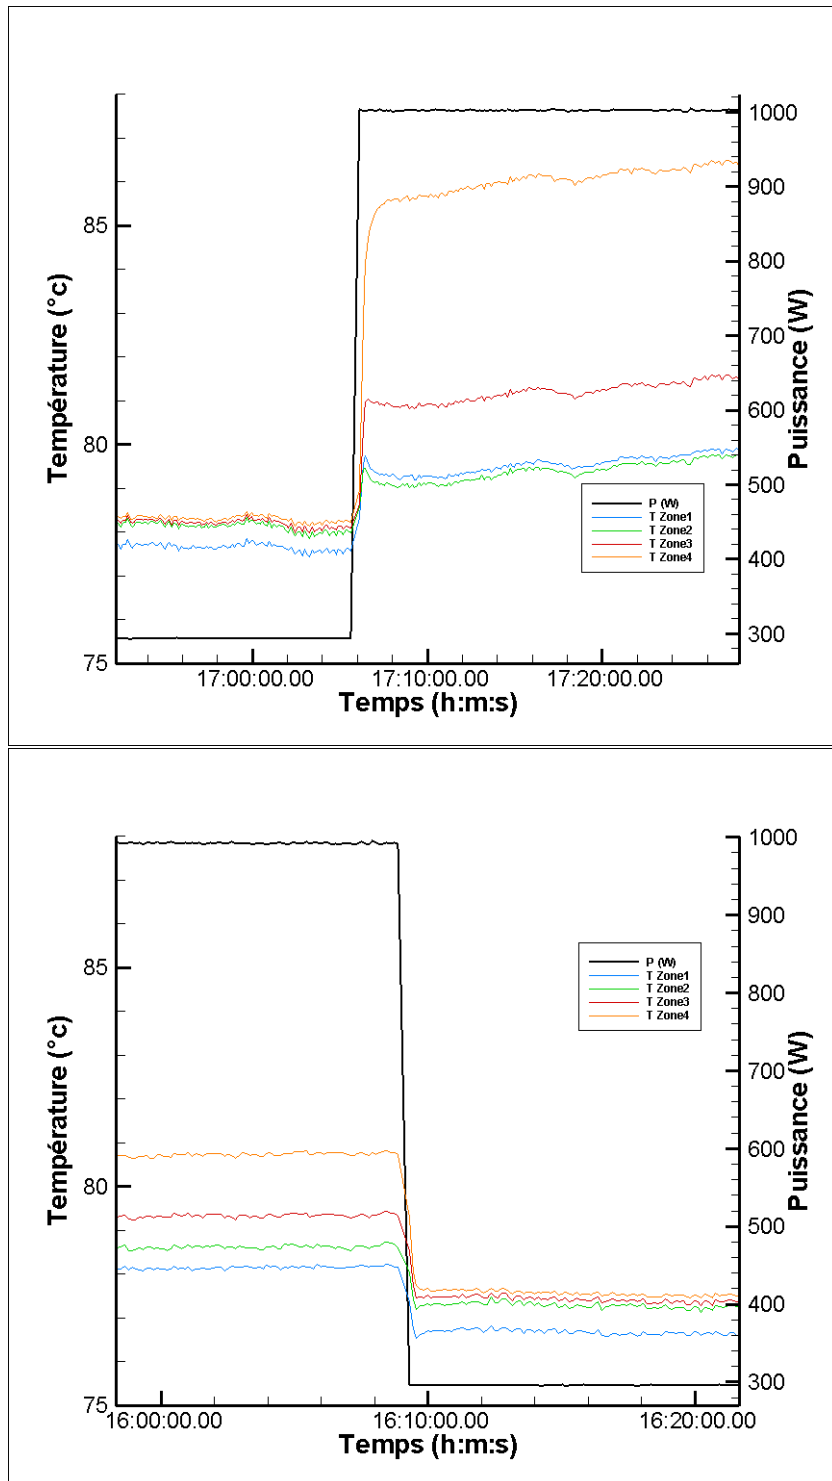 85
80
75
Température (°c)
1000
900
800
700
600
500
400
300
Puissance (W)
P (W)
T Zone1
T Zone2
T Zone3
T Zone4
17:00:00.00
17:10:00.00
17:20:00.00
Temps (h:m:s)
85
80
75
Température (°c)
1000
900
800
700
600
500
400
300
Puissance (W)
P (W)
T Zone1
T Zone2
T Zone3
T Zone4
16:00:00.00
16:10:00.00
16:20:00.00
Temps (h:m:s)